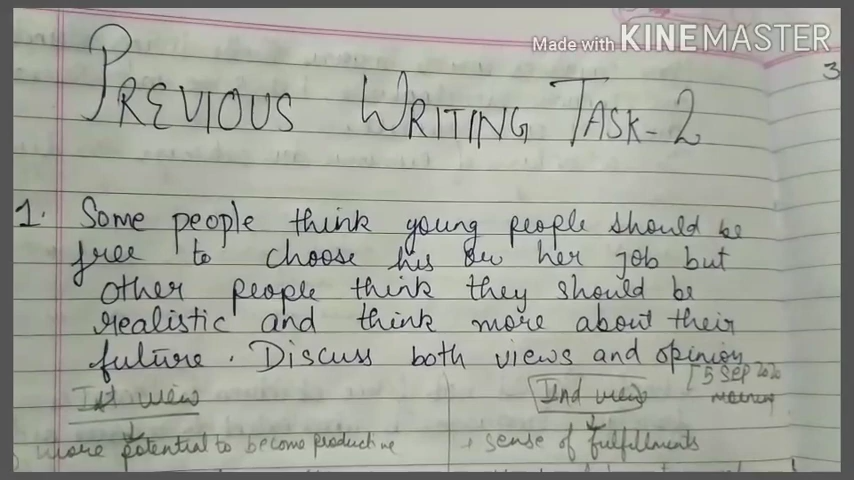 Made with KINEMASTER
3
PREVIOUS WRITING TASK-2
1. Some people think young people should be
free to choose his or her job but
other people think they should be
realistic and think more about their
future. Discuss both views and opinion
[5 SEP 2020
Ist view
IInd view
more potential to become productive
sense of fulfillments